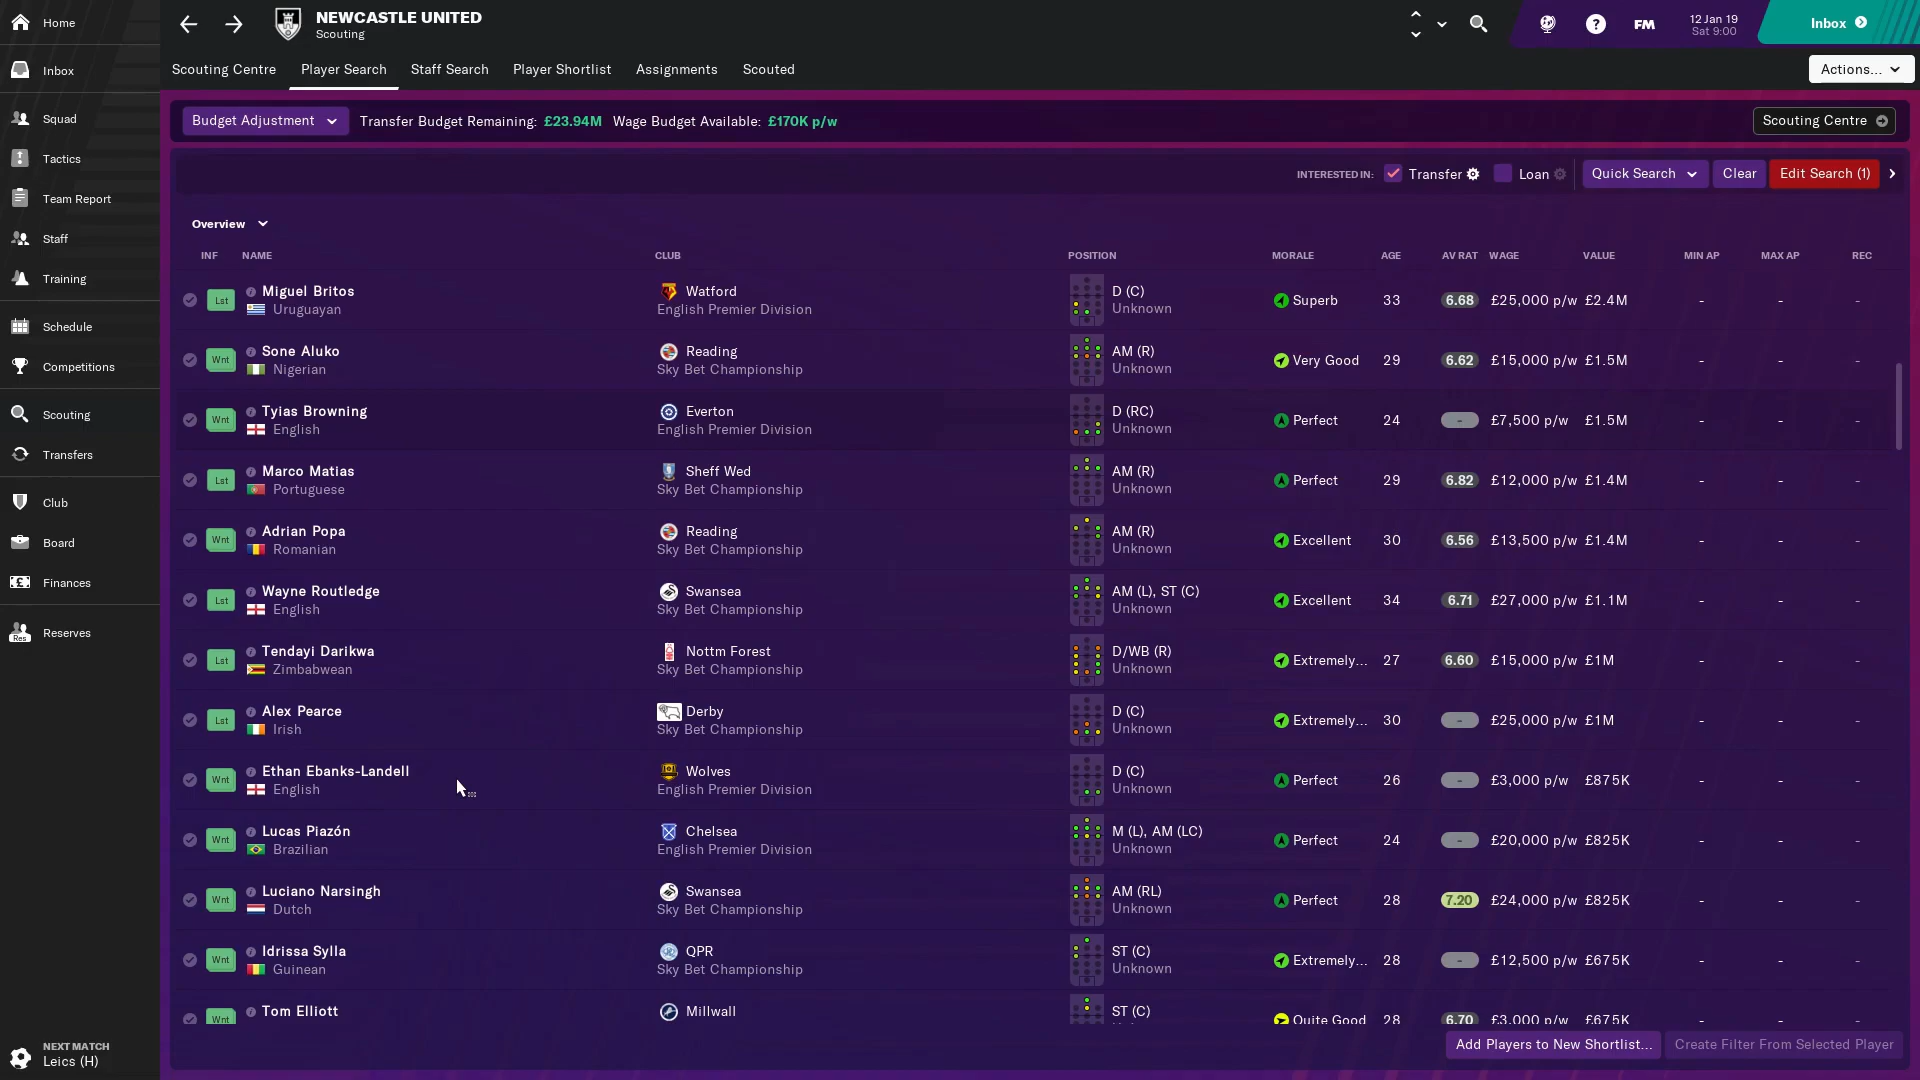 Home
Inbox
Squad
Tactics
Team Report
Staff
Training
Schedule
Competitions
Scouting
Transfers
Club
Board
Finances
Res
Reserves
NEXT MATCH
Leics (H)
NEWCASTLE UNITED
Scouting
FM
12 Jan 19
Sat 9:00
Inbox
Scouting Centre Player Search Staff Search Player Shortlist Assignments Scouted
Actions...
Budget Adjustment Transfer Budget Remaining: £23.94M Wage Budget Available: £170K p/w
Scouting Centre
INTERESTED IN: Transfer Loan Quick Search Clear Edit Search (1)
Overview
INF NAME CLUB POSITION MORALE AGE AV RAT WAGE VALUE MIN AP MAX AP REC
Lst Miguel Britos Watford D (C) Superb 33 6.68 £25,000 p/w £2.4M - - -
Uruguayan English Premier Division Unknown
Wnt Sone Aluko Reading AM (R) Very Good 29 6.62 £15,000 p/w £1.5M - - -
Nigerian Sky Bet Championship Unknown
Wnt Tyias Browning Everton D (RC) Perfect 24 - £7,500 p/w £1.5M - - -
English English Premier Division Unknown
Lst Marco Matias Sheff Wed AM (R) Perfect 29 6.82 £12,000 p/w £1.4M - - -
Portuguese Sky Bet Championship Unknown
Wnt Adrian Popa Reading AM (R) Excellent 30 6.56 £13,500 p/w £1.4M - - -
Romanian Sky Bet Championship Unknown
Lst Wayne Routledge Swansea AM (L), ST (C) Excellent 34 6.71 £27,000 p/w £1.1M - - -
English Sky Bet Championship Unknown
Lst Tendayi Darikwa Nottm Forest D/WB (R) Extremely... 27 6.60 £15,000 p/w £1M - - -
Zimbabwean Sky Bet Championship Unknown
Lst Alex Pearce Derby D (C) Extremely... 30 - £25,000 p/w £1M - - -
Irish Sky Bet Championship Unknown
Wnt Ethan Ebanks-Landell Wolves D (C) Perfect 26 - £3,000 p/w £875K - - -
English English Premier Division Unknown
Wnt Lucas Piazón Chelsea M (L), AM (LC) Perfect 24 - £20,000 p/w £825K - - -
Brazilian English Premier Division Unknown
Wnt Luciano Narsingh Swansea AM (RL) Perfect 28 7.20 £24,000 p/w £825K - - -
Dutch Sky Bet Championship Unknown
Wnt Idrissa Sylla QPR ST (C) Extremely... 28 - £12,500 p/w £675K - - -
Guinean Sky Bet Championship Unknown
Wnt Tom Elliott Millwall ST (C) Quite Good 28 6.70 £3,000 p/w £675K - - -
Add Players to New Shortlist... Create Filter From Selected Player